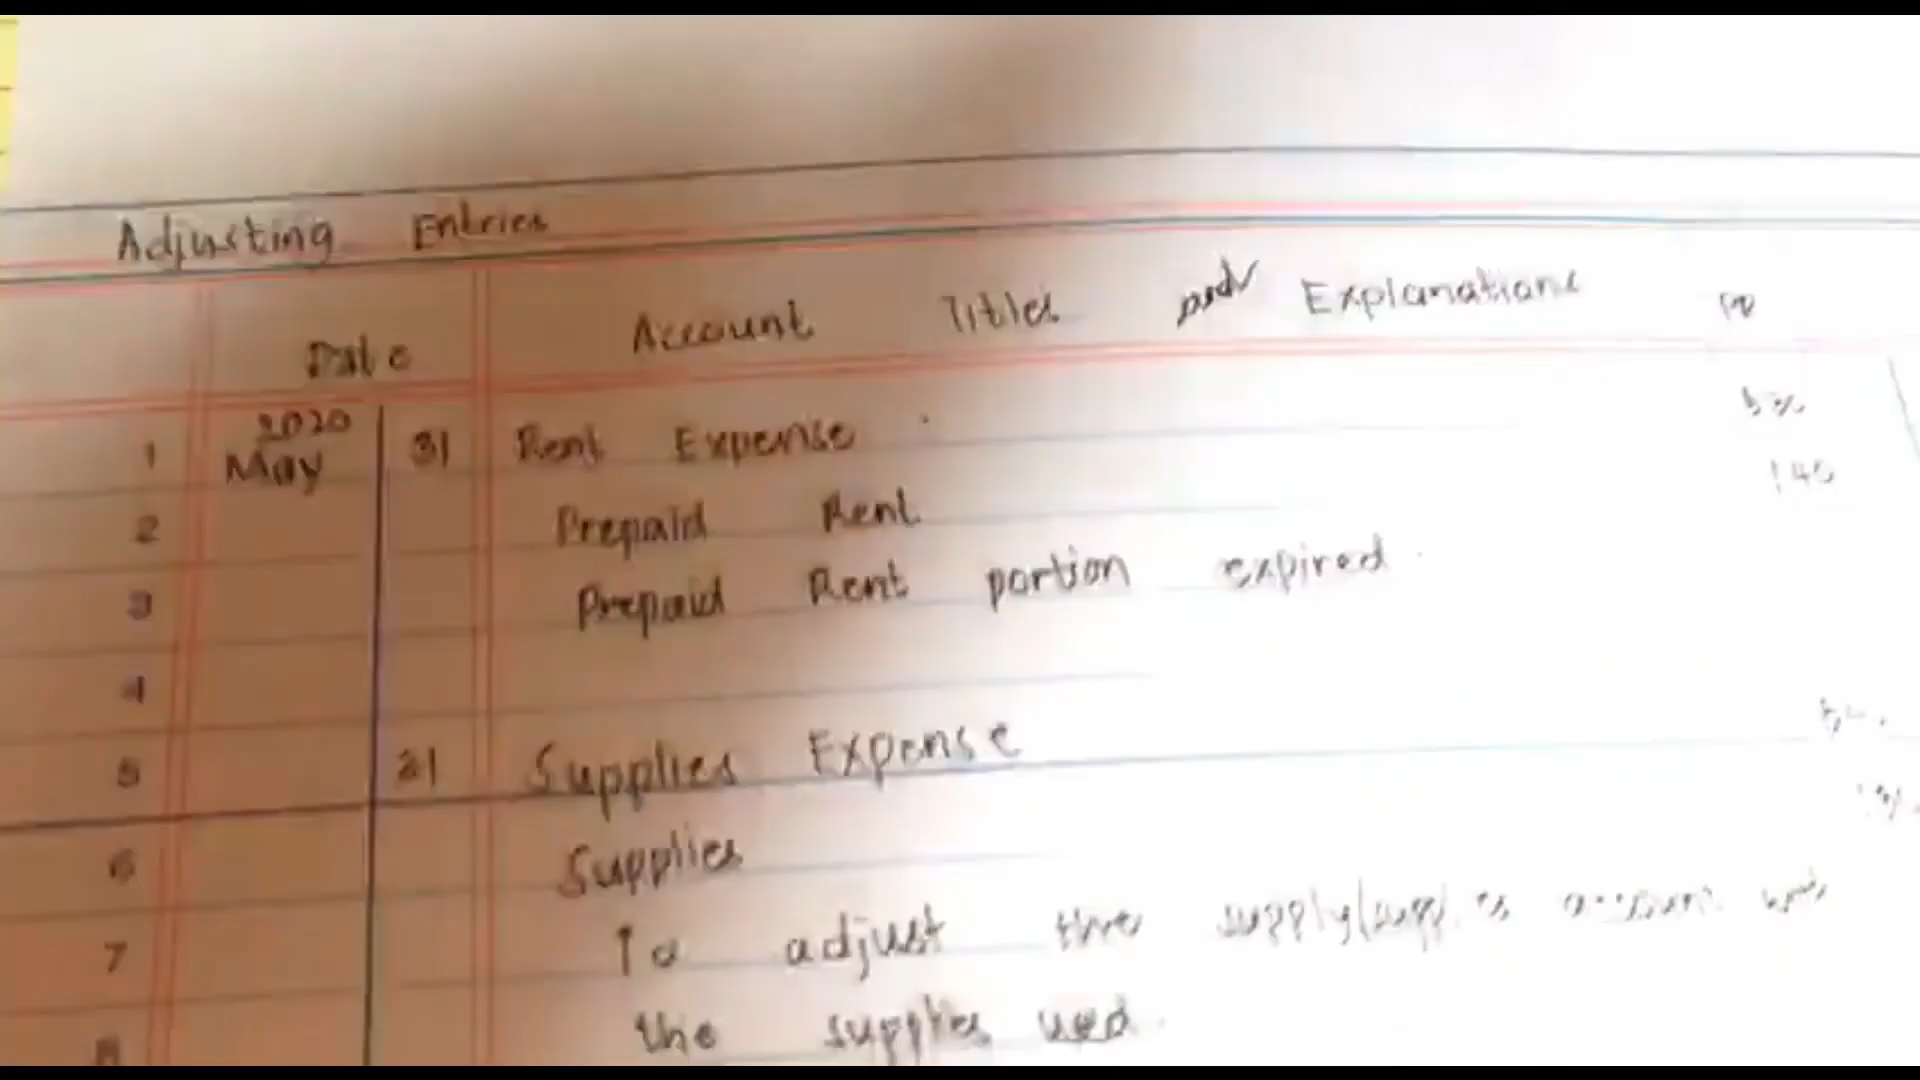 Adjusting Entries
Date Account Titles and Explanations
2020
1 May 31 Rent Expense
2 Prepaid Rent 140
3 Prepaid Rent portion expired
4
5 31 Supplies Expense
6 Supplies
7 To adjust the
8 the supplies used